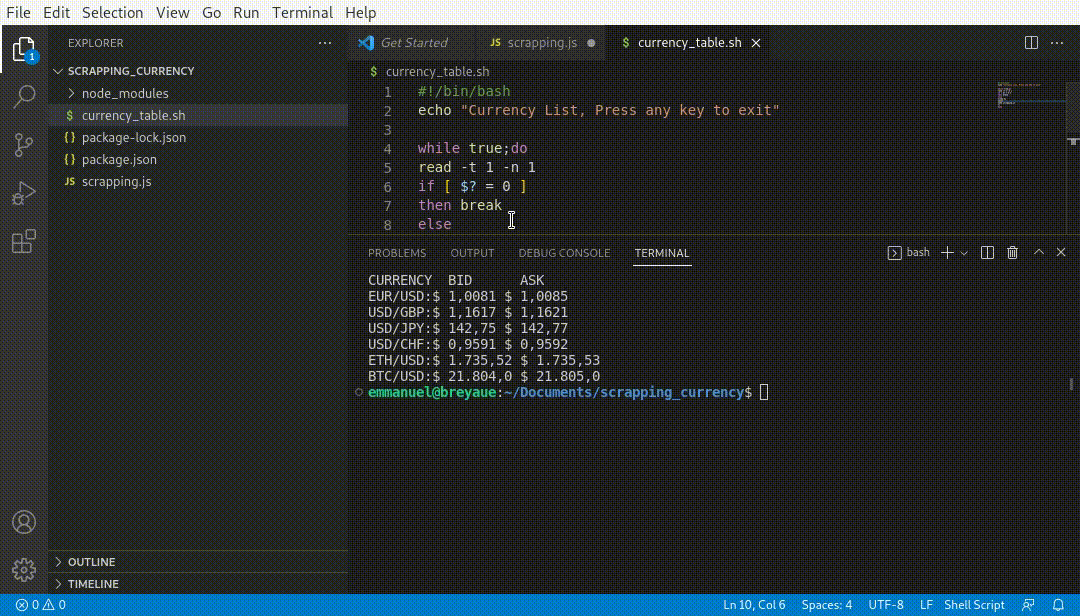 File Edit Selection View Go Run Terminal Help
1
EXPLORER
SCRAPPING_CURRENCY
node_modules
$ currency_table.sh
{} package-lock.json
{} package.json
JS scrapping.js
OUTLINE
TIMELINE
Get Started
JS scrapping.js
$ currency_table.sh
$ currency_table.sh
1 #!/bin/bash
2 echo "Currency List, Press any key to exit"
3
4 while true;do
5 read -t 1 -n 1
6 if [ $? = 0 ]
7 then break
8 else
PROBLEMS OUTPUT DEBUG CONSOLE TERMINAL
bash
CURRENCY BID ASK
EUR/USD:$ 1,0081 $ 1,0085
USD/GBP:$ 1,1617 $ 1,1621
USD/JPY:$ 142,75 $ 142,77
USD/CHF:$ 0,9591 $ 0,9592
ETH/USD:$ 1.735,52 $ 1.735,53
BTC/USD:$ 21.804,0 $ 21.805,0
emmanuel@breyaue:~/Documents/scrapping_currency$
0 0
Ln 10, Col 6 Spaces: 4 UTF-8 LF Shell Script